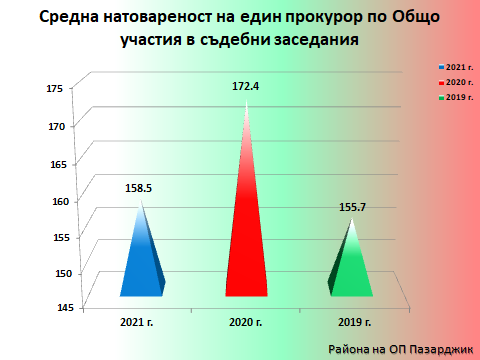 Средна натовареност на един прокурор по Общо
участия в съдебни заседания
2021 г.
2020 г.
2019 г.
175
170
165
160
155
150
145
158.5
172.4
155.7
2021 г.
2020 г.
2019 г.
Района на ОП Пазарджик